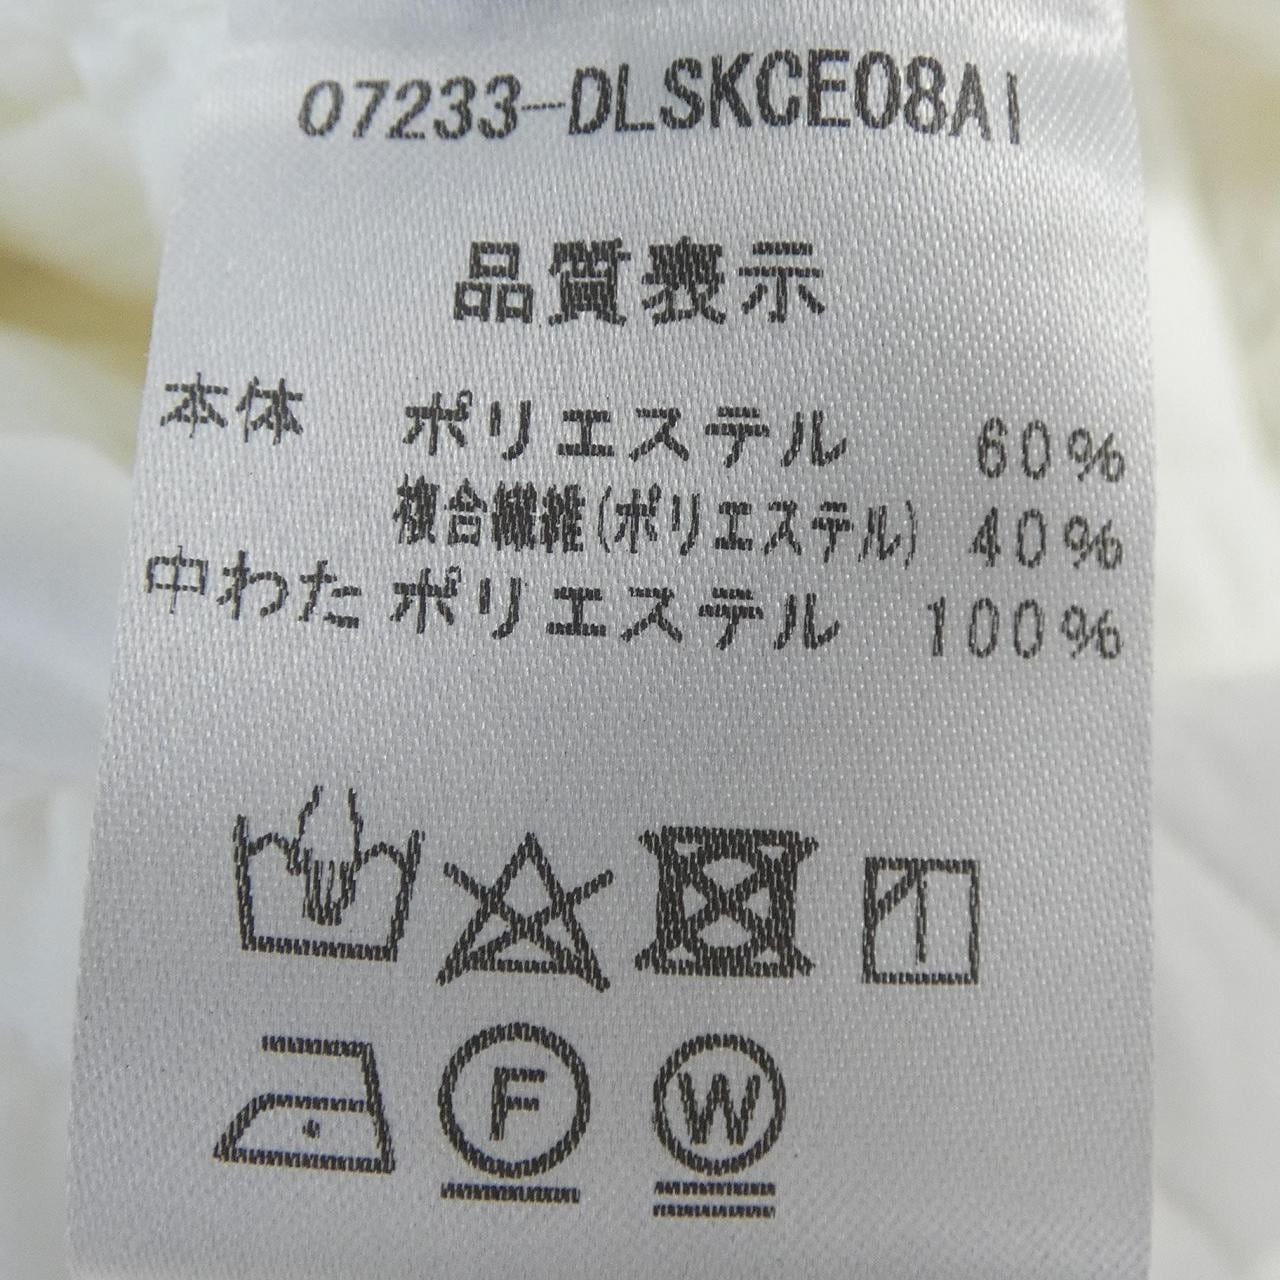 07233-DLSKCE08A1
品質表示
本体 ポリエステル 60%
複合繊維(ポリエステル) 40%
中わた ポリエステル 100%
F W